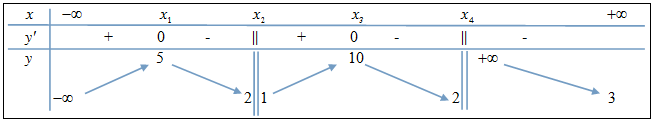 x −∞ x₁ x₂ x₃ x₄ +∞
y' + 0 - || + 0 - || -
y 5 10 +∞
−∞ 2 1 2 3